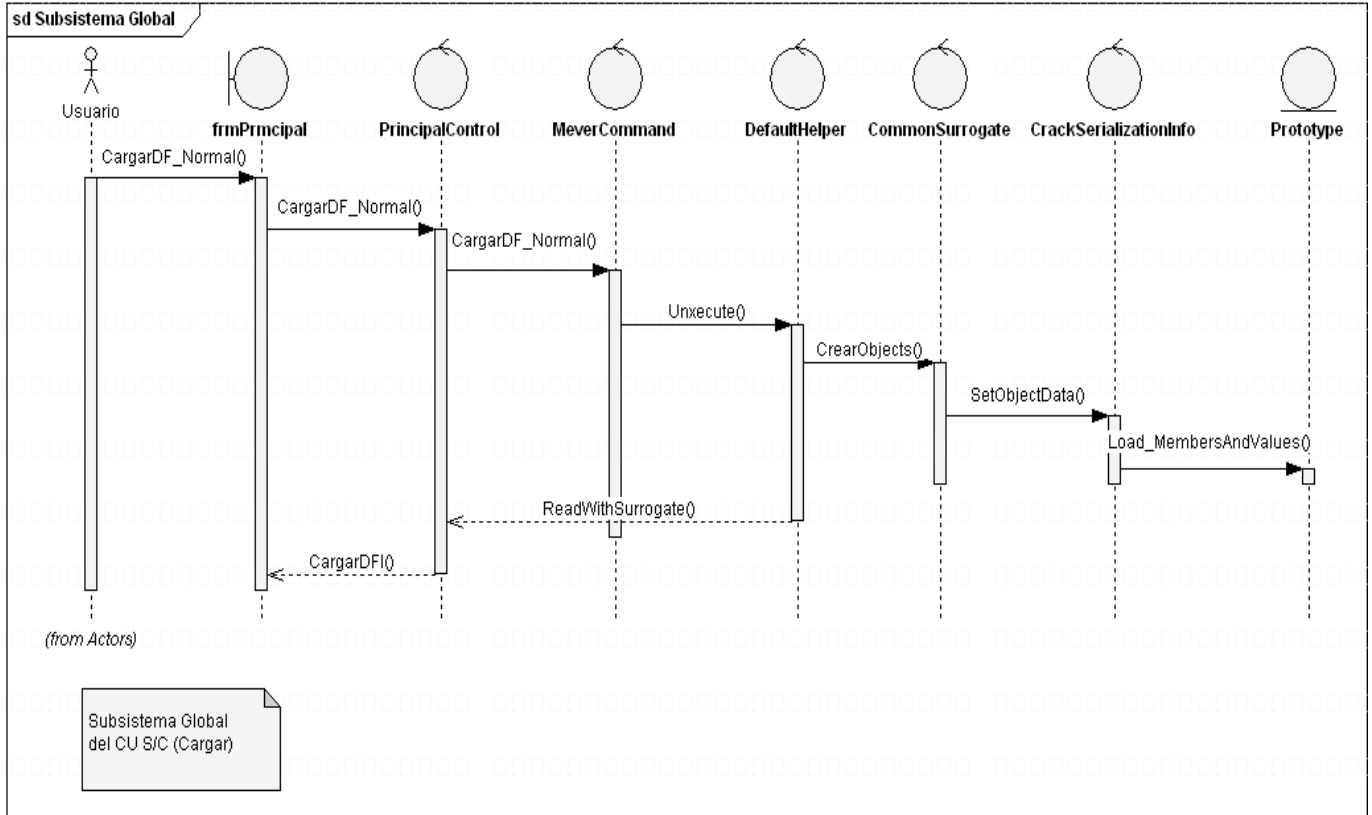 sd Subsistema Global
Usuario
frmPrmcipal
PrincipalControl
MeverCommand
DefaultHelper
CommonSurrogate
CrackSerializationInfo
Prototype
CargarDF_Normal()
CargarDF_Normal()
CargarDF_Normal()
Unxecute()
CrearObjects()
SetObjectData()
Load_MembersAndValues()
ReadWithSurrogate()
CargarDFI()
(from Actors)
Subsistema Global
del CU S/C (Cargar)